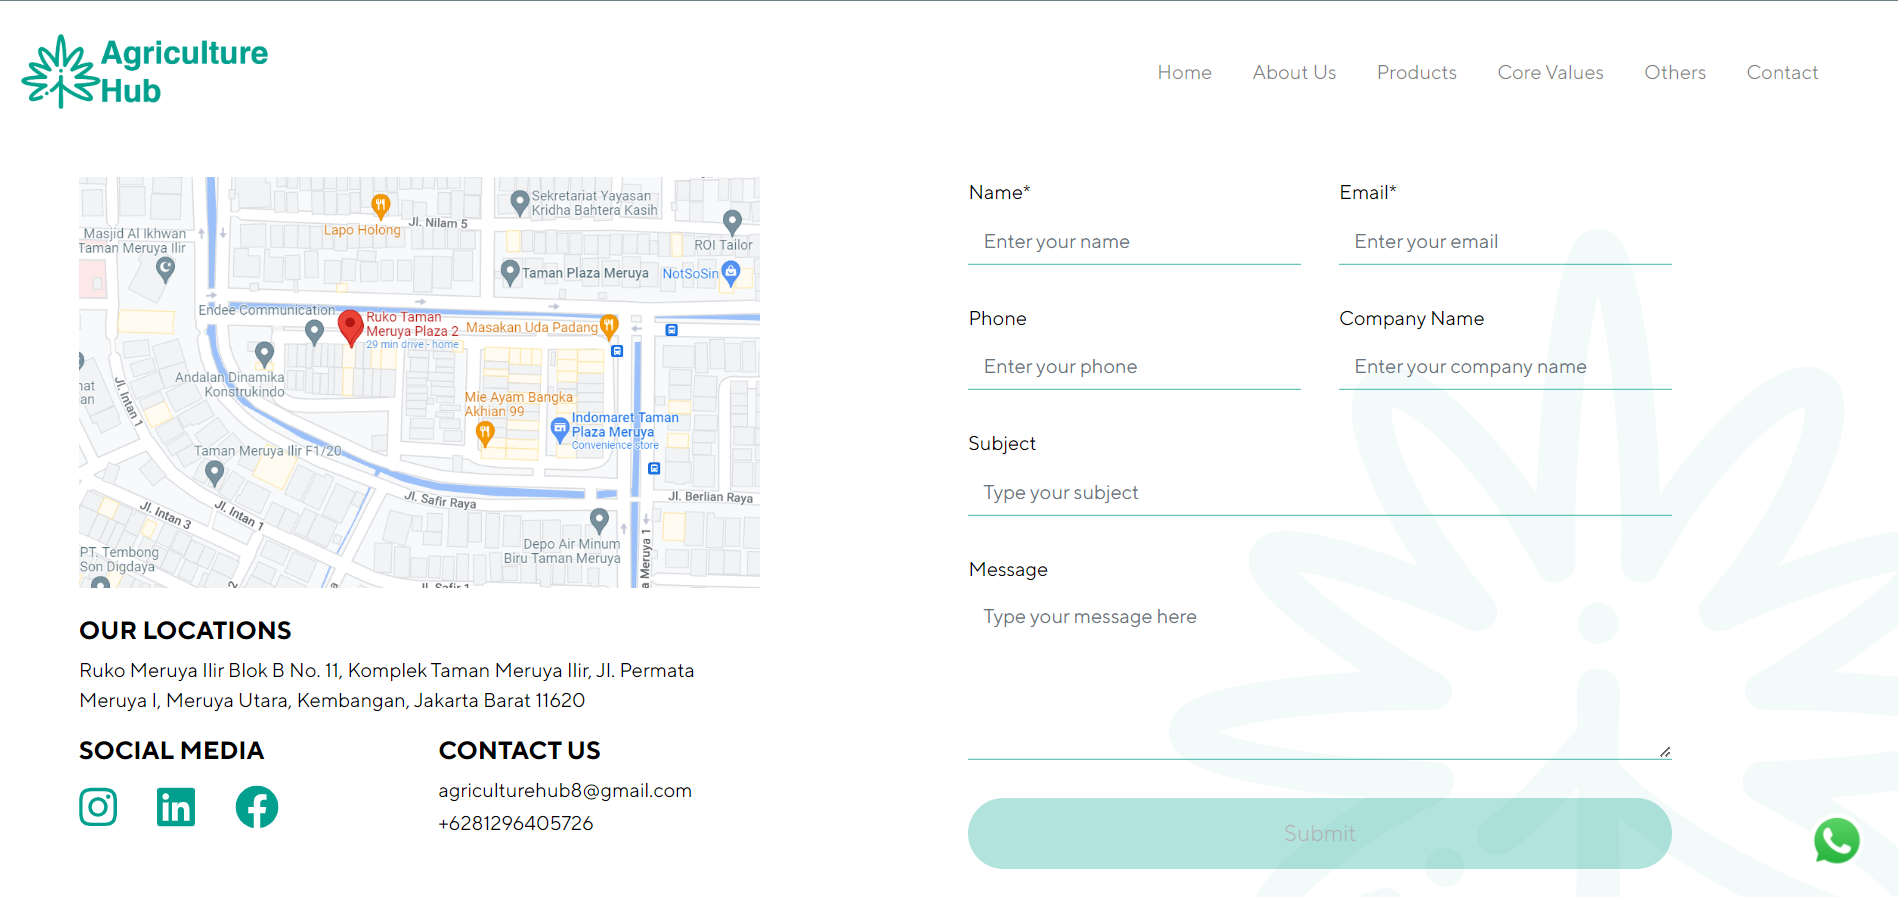 Agriculture
Hub
Home
About Us
Products
Core Values
Others
Contact
Sekretariat Yayasan
Kridha Bahtera Kasih
Jl. Nilam 5
Lapo Holong
Masjid Al Ikhwan
Taman Meruya Ilir
ROI Tailor
Taman Plaza Meruya
NotSoSin
Endee Communication
Ruko Taman
Meruya Plaza 2
29 min drive - home
Masakan Uda Padang
Andalan Dinamika
Konstrukindo
Jl. Intan 1
Mie Ayam Bangka
Akhian 99
Indomaret Taman
Plaza Meruya
Convenience store
Taman Meruya Ilir F1/20
Jl. Safir Raya
Jl. Berlian Raya
Jl. Intan 3
Jl. Intan 1
Depo Air Minum
Biru Taman Meruya
a Meruya 1
PT. Tembong
Son Digdaya
OUR LOCATIONS
Ruko Meruya Ilir Blok B No. 11, Komplek Taman Meruya Ilir, Jl. Permata
Meruya I, Meruya Utara, Kembangan, Jakarta Barat 11620
SOCIAL MEDIA
CONTACT US
agriculturehub8@gmail.com
+6281296405726
Name*
Email*
Enter your name
Enter your email
Phone
Company Name
Enter your phone
Enter your company name
Subject
Type your subject
Message
Type your message here
Submit